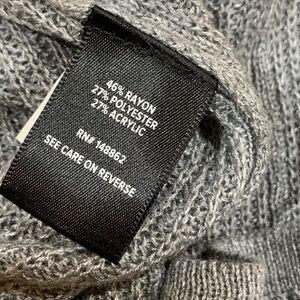 46% RAYON
27% POLYESTER
27% ACRYLIC
RN# 148862
SEE CARE ON REVERSE